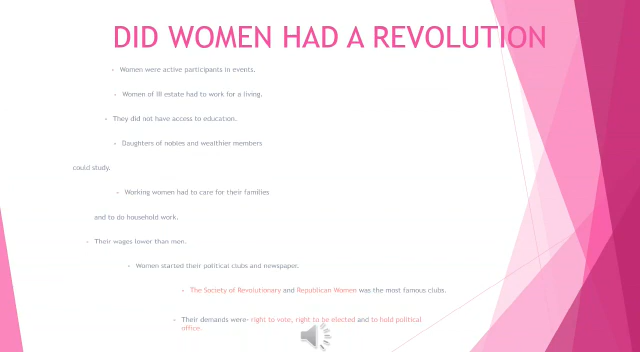 DID WOMEN HAD A REVOLUTION
Women were active participants in events.
Women of III estate had to work for a living.
They did not have access to education.
Daughters of nobles and wealthier members
could study.
Working women had to care for their families
and to do household work.
Their wages lower than men.
Women started their political clubs and newspaper.
The Society of Revolutionary and Republican Women was the most famous clubs.
Their demands were- right to vote, right to be elected and to hold political
office.